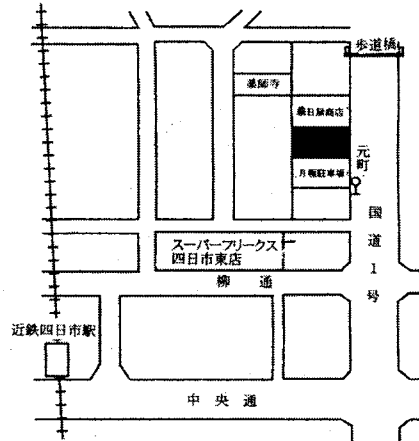 歩道橋
薬師寺
春日屋商店
月極駐車場
元町
国道1号
スーパーフリークス
四日市東店
柳通
近鉄四日市駅
中央通